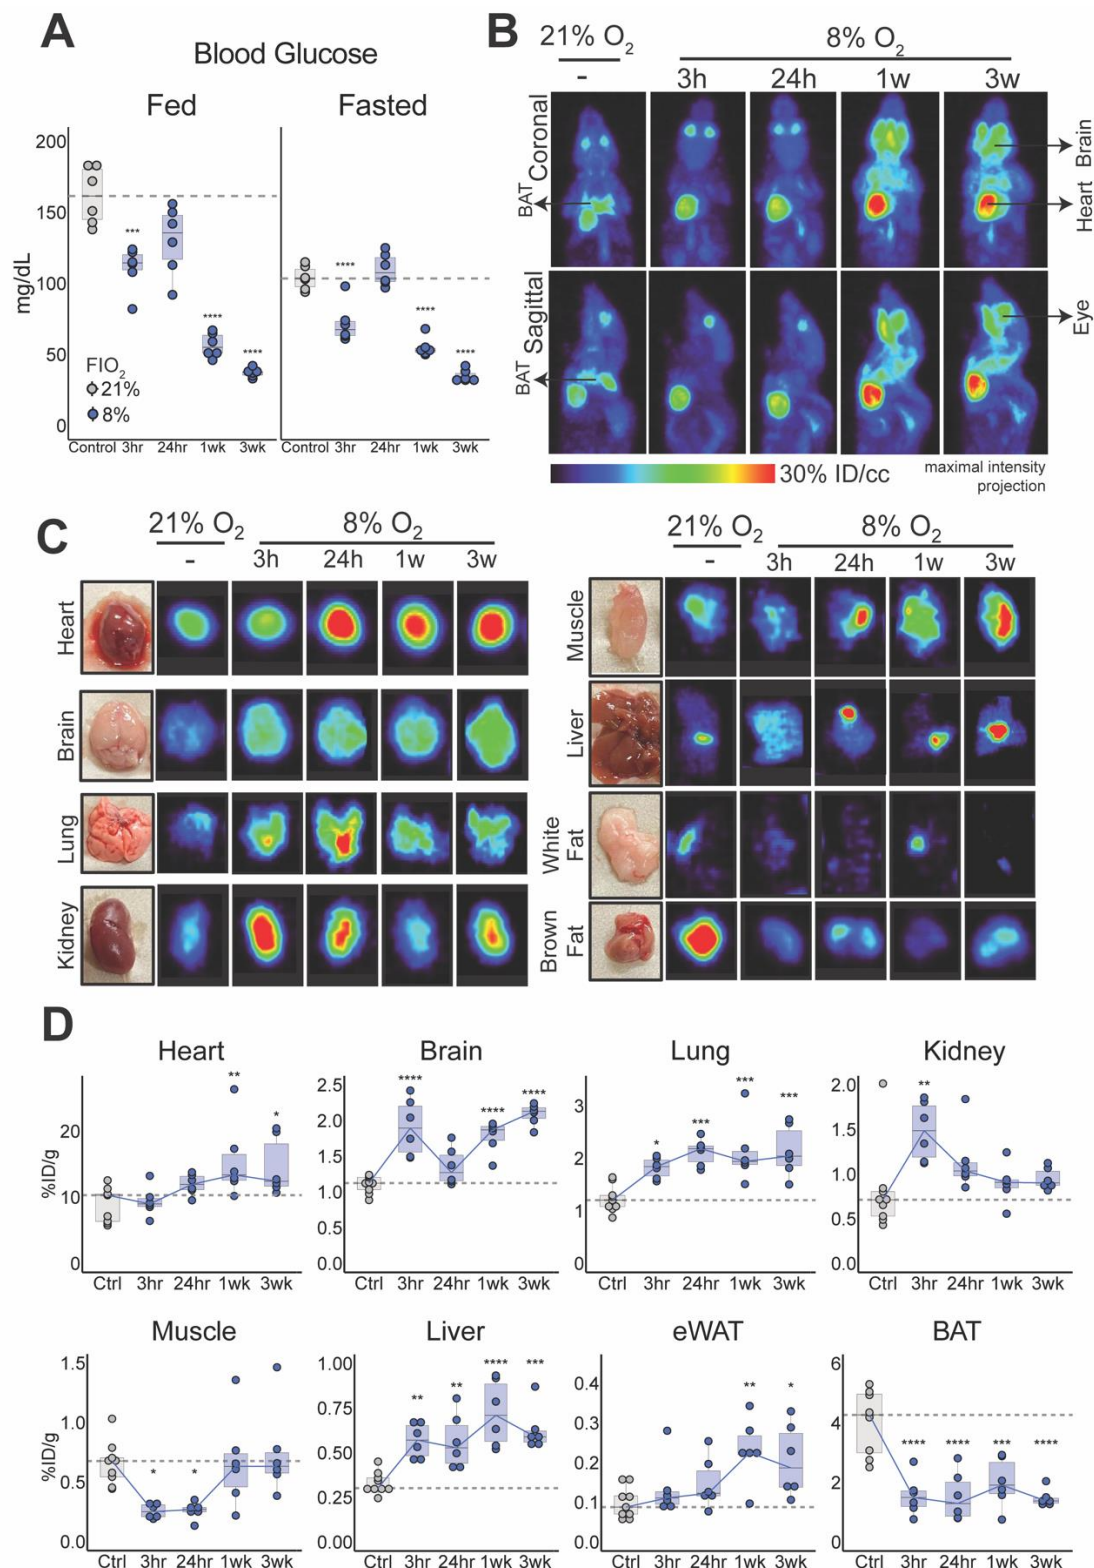 A
Blood Glucose
Fed
Fasted
mg/dL
200
150
100
50
0
***
****
****
****
****
****
FIO2
21%
8%
Control 3hr 24hr 1wk 3wk
Control 3hr 24hr 1wk 3wk
B
21% O2
8% O2
-
3h
24h
1w
3w
Coronal
BAT
Brain
Heart
Sagittal
BAT
Eye
30% ID/cc
maximal intensity
projection
C
21% O2
8% O2
-
3h
24h
1w
3w
Heart
Brain
Lung
Kidney
21% O2
8% O2
-
3h
24h
1w
3w
Muscle
Liver
White
Fat
Brown
Fat
D
Heart
%ID/g
20
10
0
**
*
Ctrl 3hr 24hr 1wk 3wk
Brain
2.5
2.0
1.5
1.0
0.5
0.0
****
****
****
Ctrl 3hr 24hr 1wk 3wk
Lung
3
2
1
0
*
***
***
***
Ctrl 3hr 24hr 1wk 3wk
Kidney
2.0
1.5
1.0
0.5
0.0
**
Ctrl 3hr 24hr 1wk 3wk
Muscle
%ID/g
1.5
1.0
0.5
0.0
*
*
Ctrl 3hr 24hr 1wk 3wk
Liver
1.00
0.75
0.50
0.25
0.00
**
**
****
***
Ctrl 3hr 24hr 1wk 3wk
eWAT
0.4
0.3
0.2
0.1
0.0
**
*
Ctrl 3hr 24hr 1wk 3wk
BAT
6
4
2
0
****
****
***
****
Ctrl 3hr 24hr 1wk 3wk